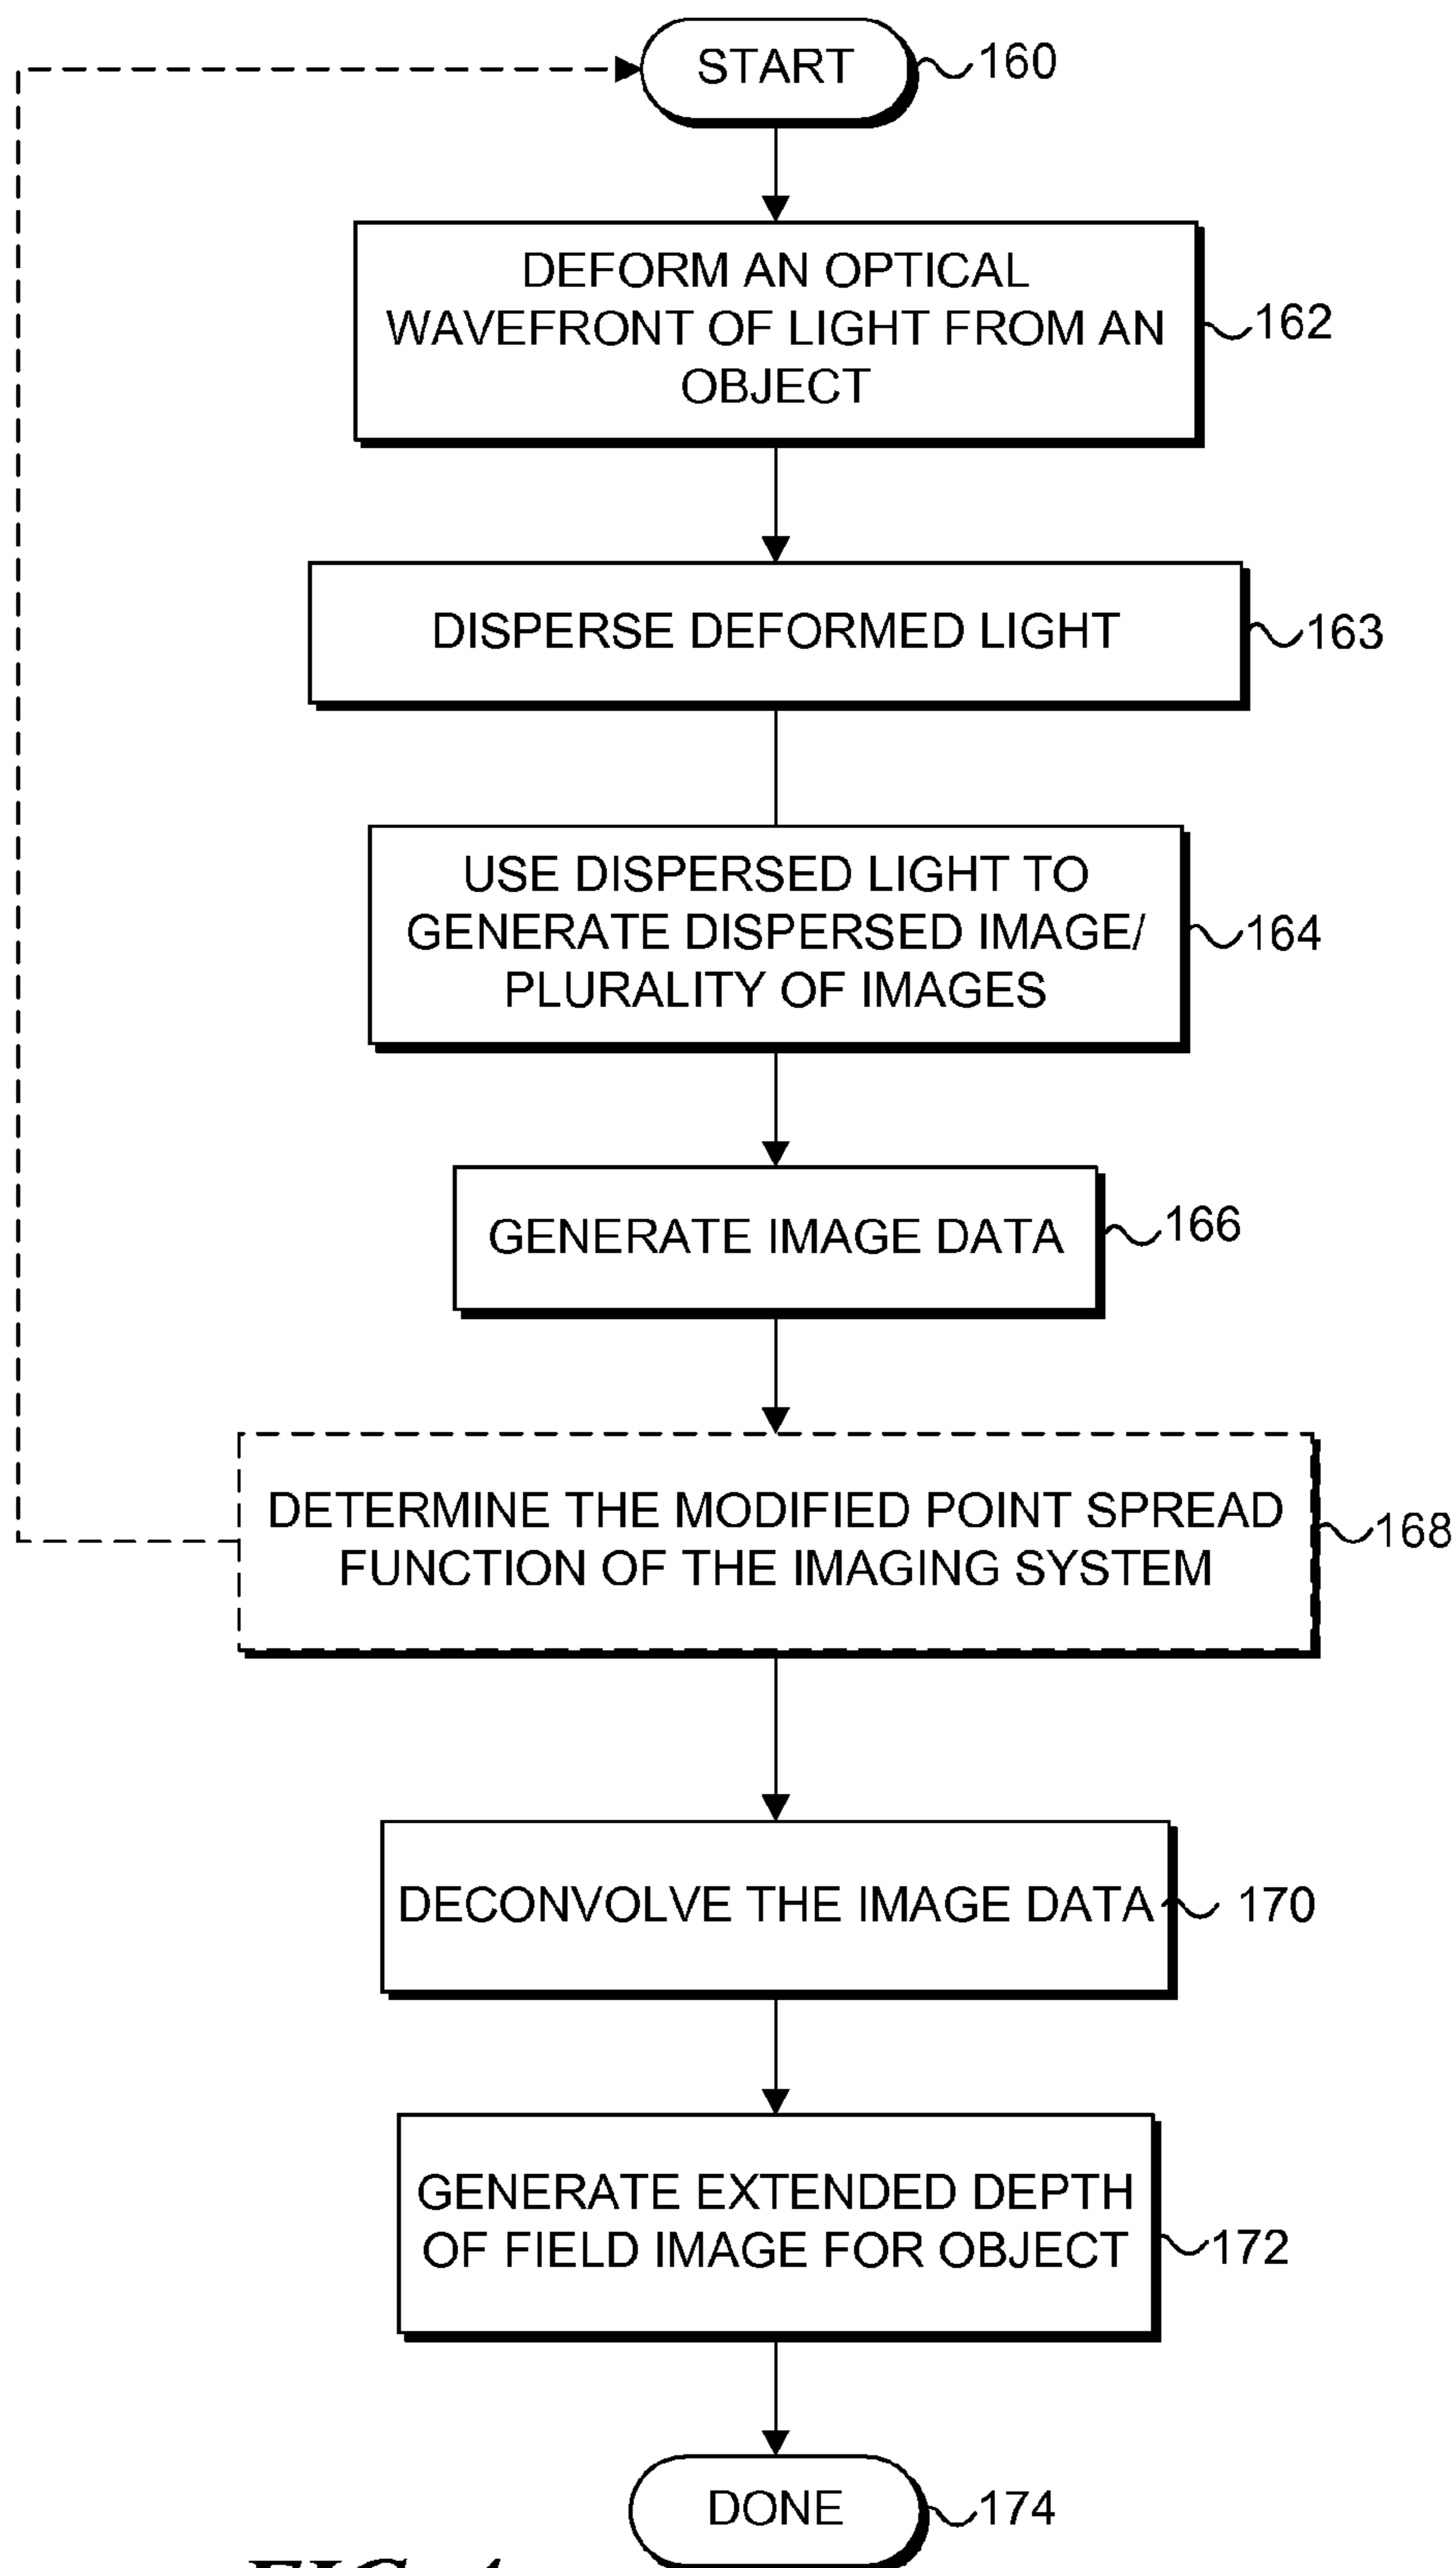 START
160
DEFORM AN OPTICAL
WAVEFRONT OF LIGHT FROM AN
OBJECT
162
DISPERSE DEFORMED LIGHT
163
USE DISPERSED LIGHT TO
GENERATE DISPERSED IMAGE/
PLURALITY OF IMAGES
164
GENERATE IMAGE DATA
166
DETERMINE THE MODIFIED POINT SPREAD
FUNCTION OF THE IMAGING SYSTEM
168
DECONVOLVE THE IMAGE DATA
170
GENERATE EXTENDED DEPTH
OF FIELD IMAGE FOR OBJECT
172
DONE
174